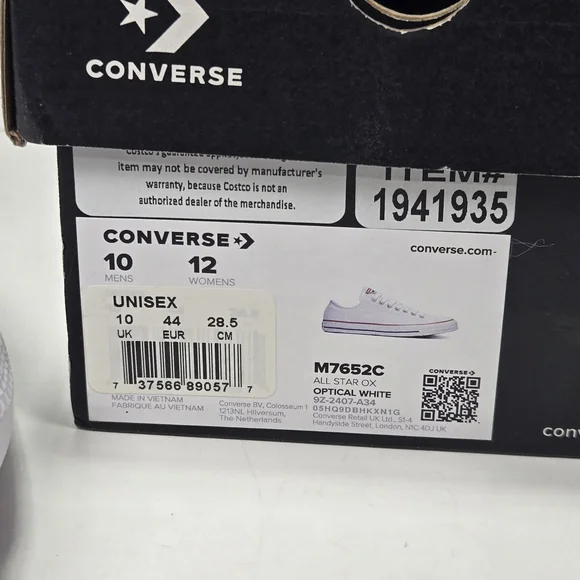 CONVERSE
item may not be covered by manufacturer's
warranty, because Costco is not an
authorized dealer of the merchandise.
ITEM#
1941935
CONVERSE
converse.com
10 12
MENS WOMENS
UNISEX
10 44 28.5
UK EUR CM
7 37566 89057 7
MADE IN VIETNAM
FABRIQUÉ AU VIETNAM
Converse BV, Colosseum 1
1213NL Hilversum,
The Netherlands
M7652C
ALL STAR OX
OPTICAL WHITE
9Z-2407-A34
05HQ9DBHKXN1G
Converse Retail UK Ltd., S1-4
Handyside Street, London, N1C 4DJ UK
CONVERSE
conv